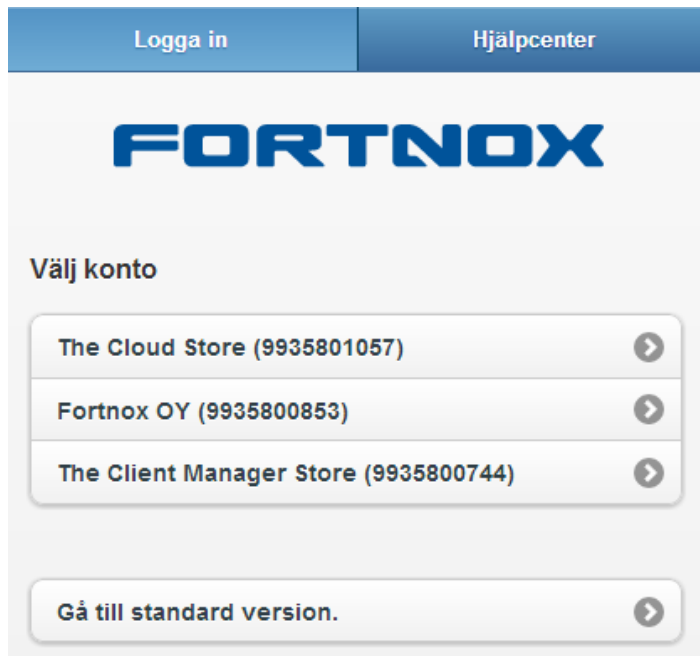 Logga in
Hjälpcenter
FORTNOX
Välj konto
The Cloud Store (9935801057)
Fortnox OY (9935800853)
The Client Manager Store (9935800744)
Gå till standard version.